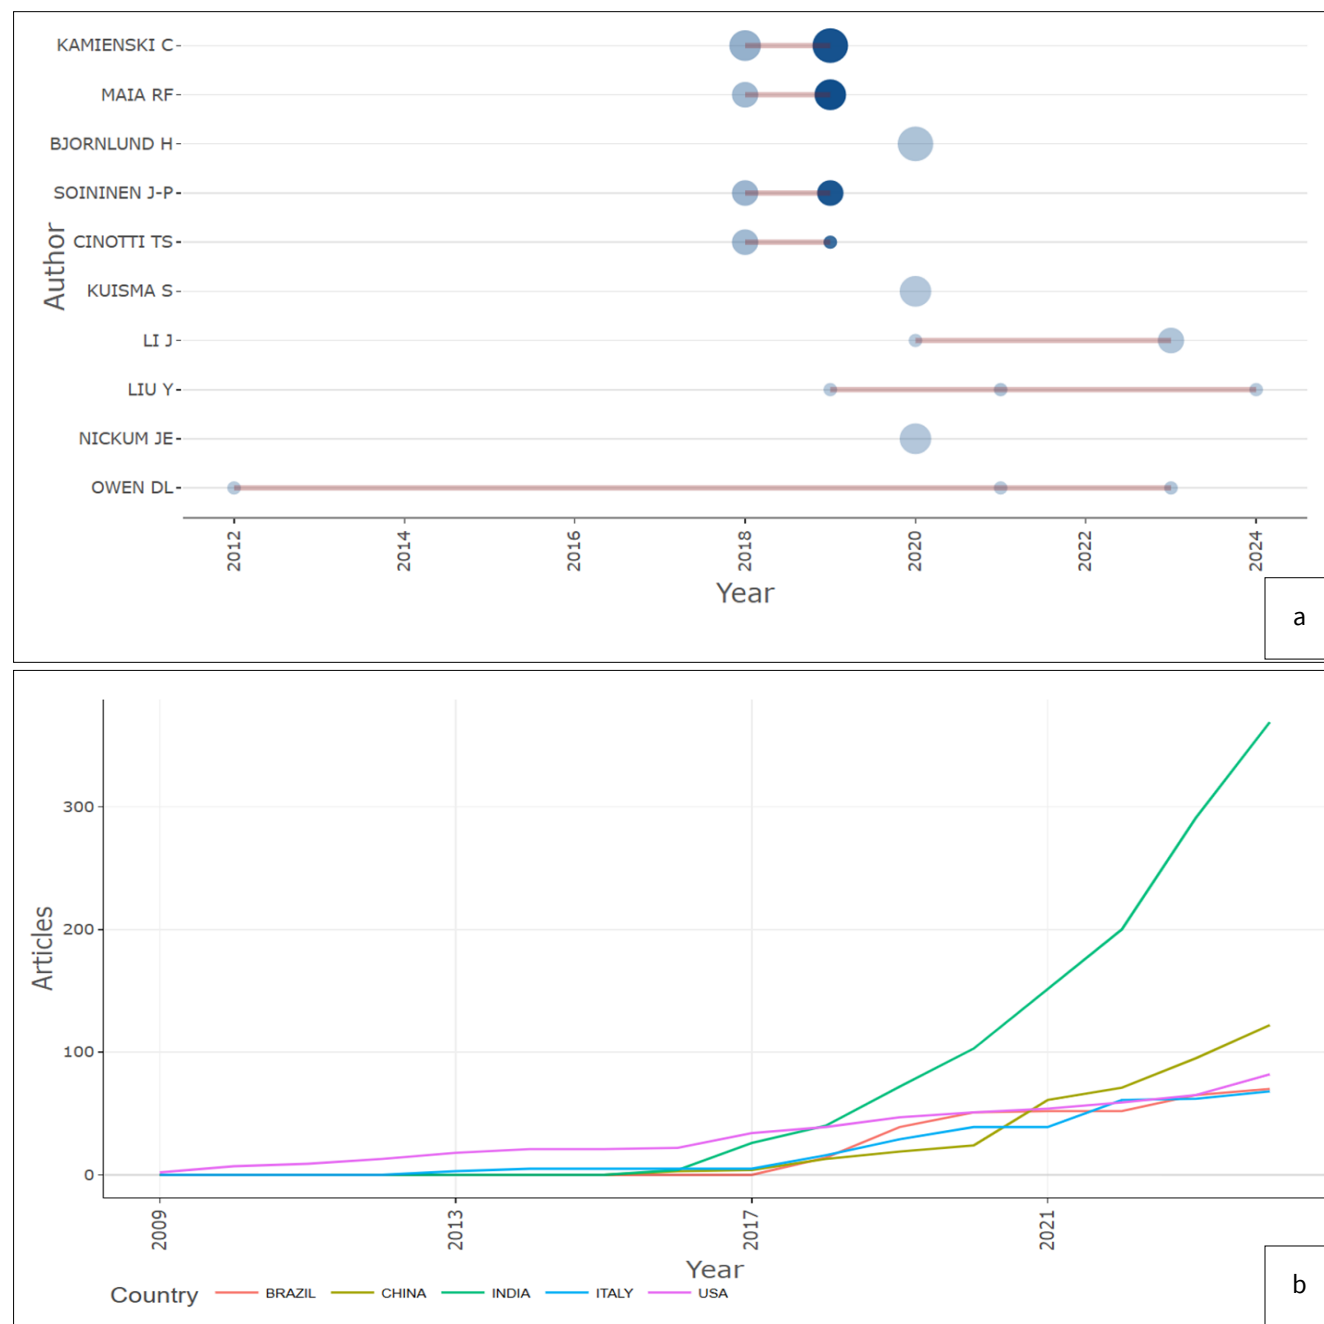 KAMIENSKI C
MAIA RF
BJORNLUND H
SOININEN J-P
CINOTTI TS
KUISMA S
LI J
LIU Y
NICKUM JE
OWEN DL
Author
2012 2014 2016 2018 2020 2022 2024
Year
a
300
200
100
0
Articles
2009 2013 2017 2021
Year
Country BRAZIL CHINA INDIA ITALY USA
b